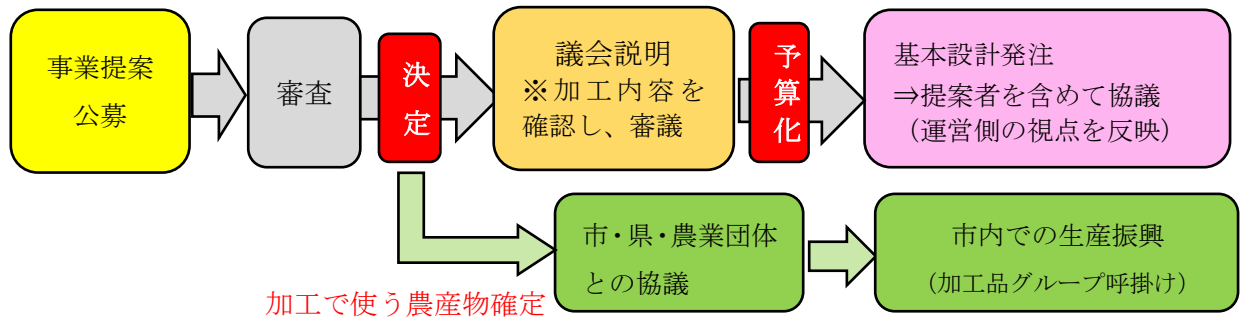 事業提案
公募
審査
決
定
議会説明
※加工内容を
確認し、審議
予
算
化
基本設計発注
⇒提案者を含めて協議
（運営側の視点を反映）
加工で使う農産物確定
市・県・農業団体
との協議
市内での生産振興
（加工品グループ呼掛け）